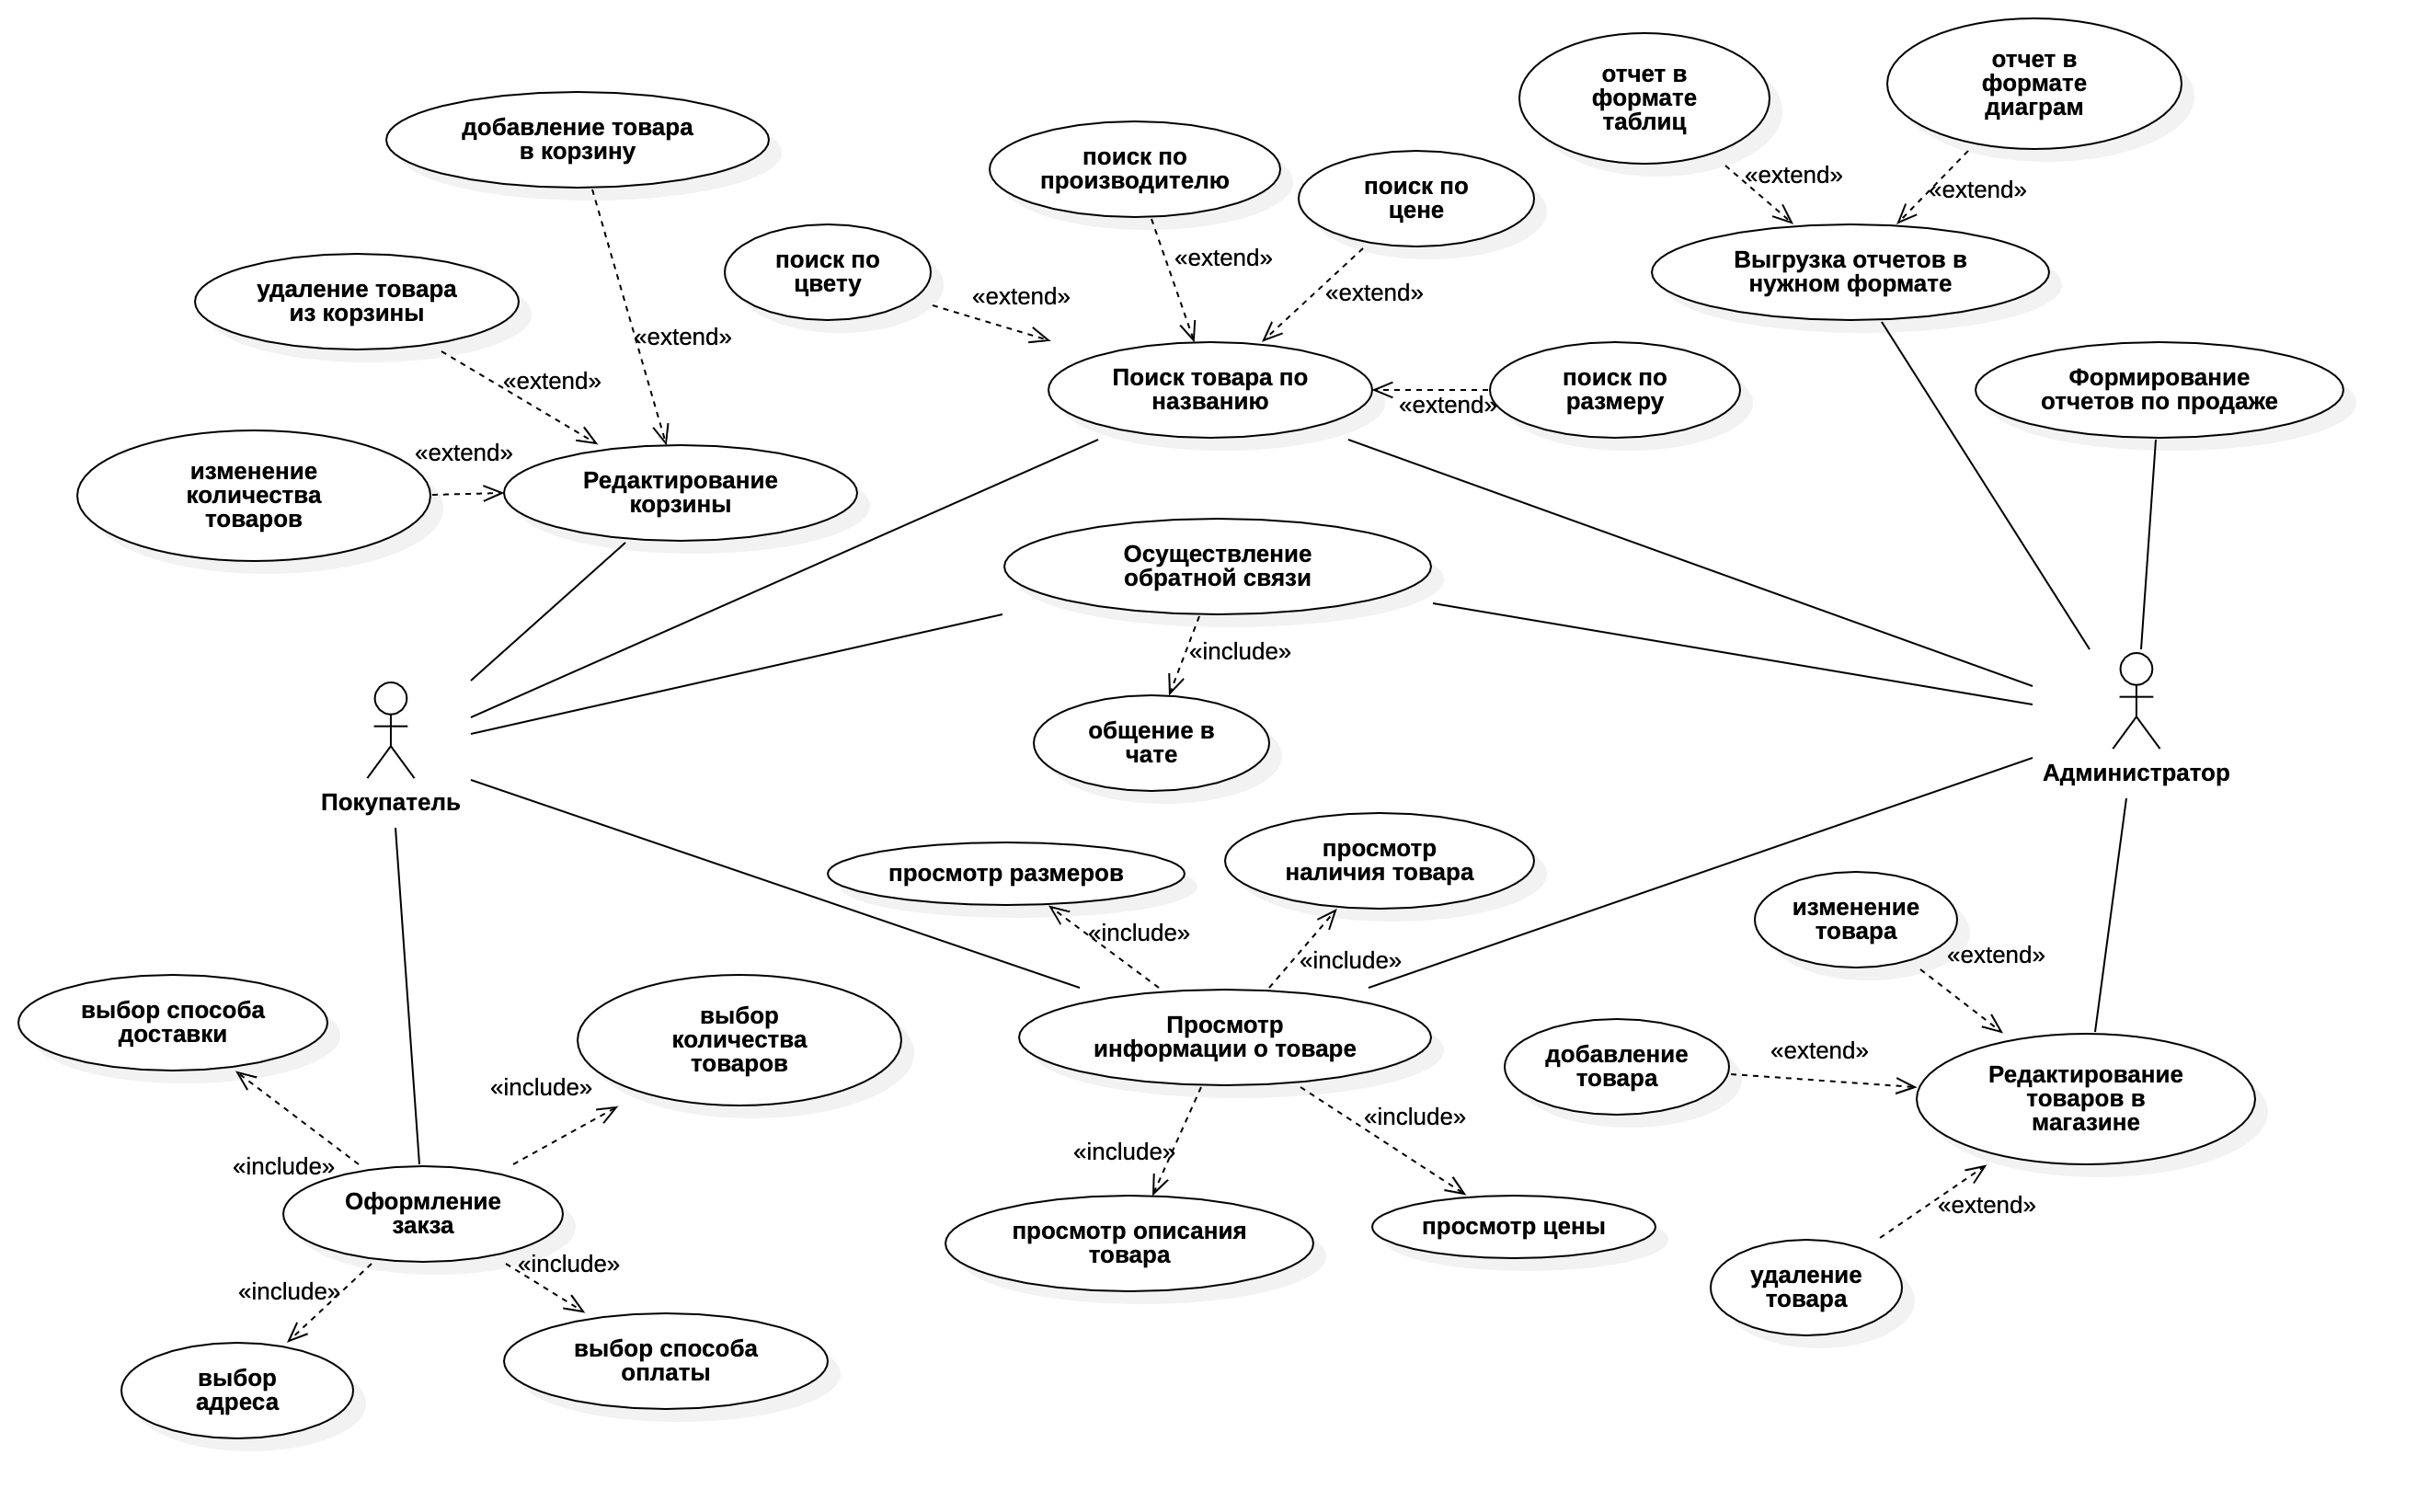 отчет в
формате
диаграм
отчет в
формате
таблиц
добавление товара
в корзину
поиск по
производителю
поиск по
цене
«extend»
«extend»
поиск по
цвету
«extend»
Выгрузка отчетов в
нужном формате
удаление товара
из корзины
«extend»
«extend»
«extend»
«extend»
Поиск товара по
названию
«extend»
поиск по
размеру
Формирование
отчетов по продаже
«extend»
изменение
количества
товаров
Редактирование
корзины
Осуществление
обратной связи
«include»
общение в
чате
Покупатель
Администратор
просмотр размеров
просмотр
наличия товара
«include»
«include»
изменение
товара
«extend»
выбор способа
доставки
выбор
количества
товаров
Просмотр
информации о товаре
добавление
товара
«extend»
Редактирование
товаров в
магазине
«include»
«include»
«include»
«include»
Оформление
закза
просмотр описания
товара
просмотр цены
«extend»
«include»
«include»
удаление
товара
выбор
адреса
выбор способа
оплаты